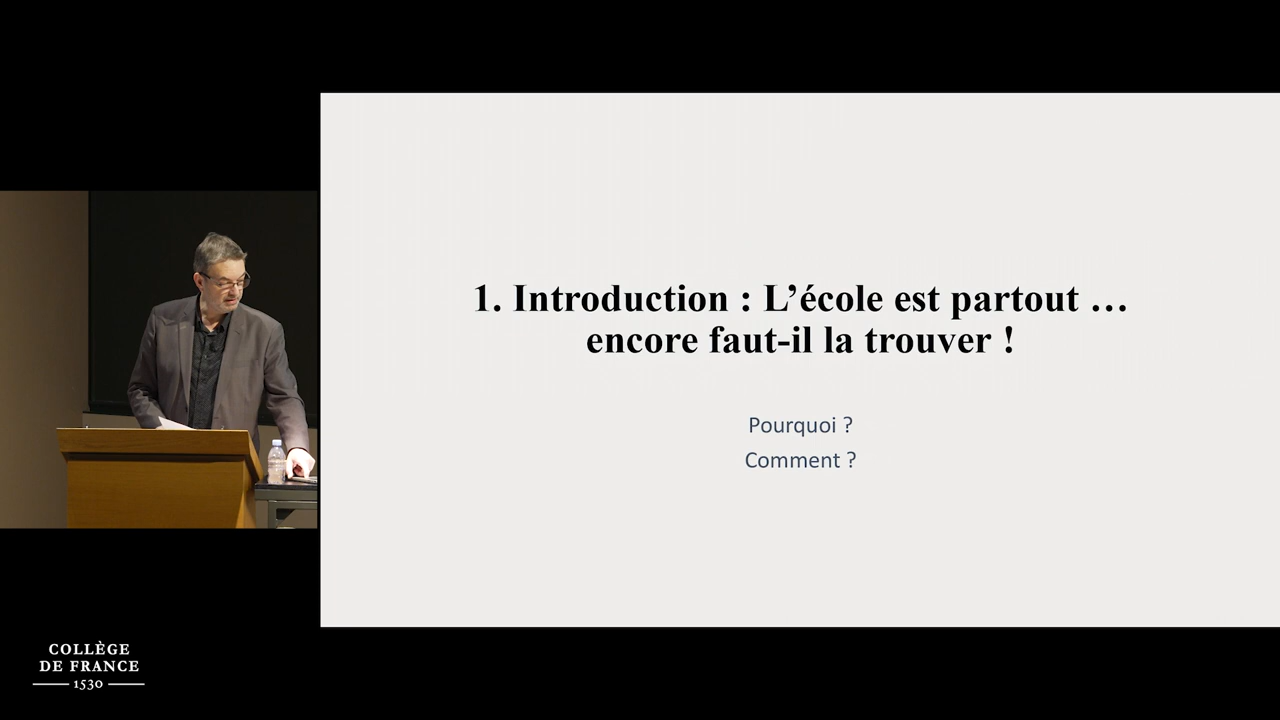 1. Introduction : L’école est partout …
encore faut-il la trouver !
Pourquoi ?
Comment ?
COLLÈGE
DE FRANCE
1530